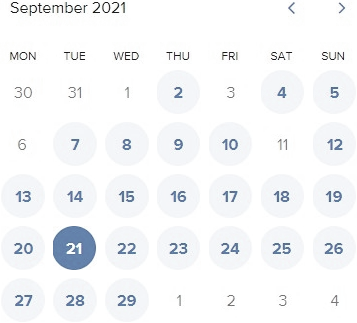 September 2021
MON TUE WED THU FRI SAT SUN
30 31 1 2 3 4 5
6 7 8 9 10 11 12
13 14 15 16 17 18 19
20 21 22 23 24 25 26
27 28 29 1 2 3 4